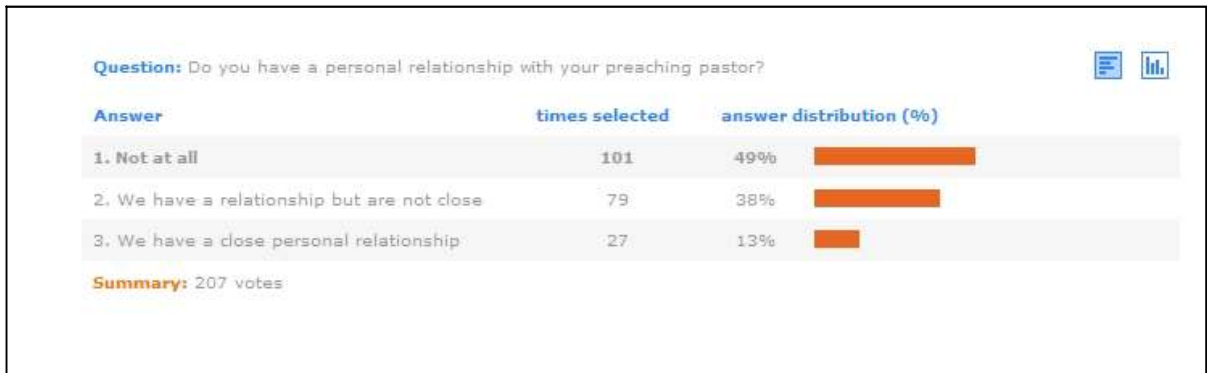 Question: Do you have a personal relationship with your preaching pastor?
Answer times selected answer distribution (%)
1. Not at all 101 49%
2. We have a relationship but are not close 79 38%
3. We have a close personal relationship 27 13%
Summary: 207 votes